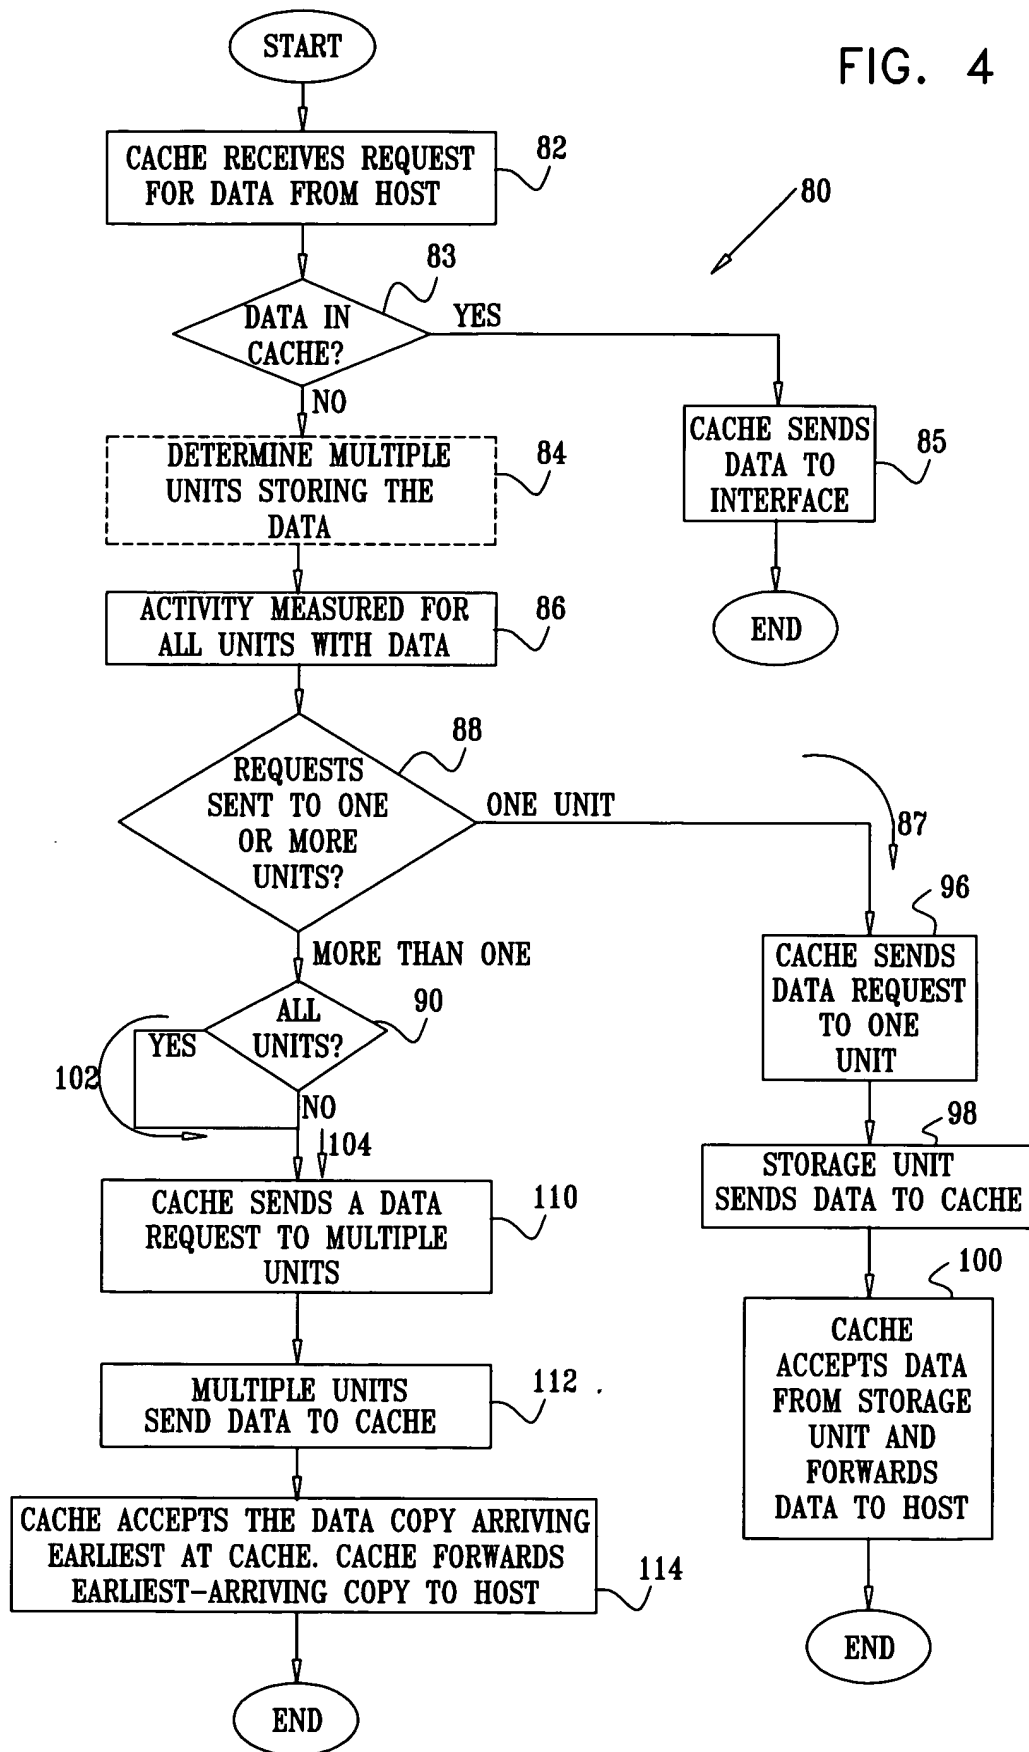 START
FIG. 4
CACHE RECEIVES REQUEST
FOR DATA FROM HOST
82
80
83
DATA IN
CACHE?
YES
NO
DETERMINE MULTIPLE
UNITS STORING THE
DATA
84
CACHE SENDS
DATA TO
INTERFACE
85
END
ACTIVITY MEASURED FOR
ALL UNITS WITH DATA
86
88
REQUESTS
SENT TO ONE
OR MORE
UNITS?
ONE UNIT
87
MORE THAN ONE
96
CACHE SENDS
DATA REQUEST
TO ONE
UNIT
ALL
UNITS?
90
YES
102
NO
104
98
STORAGE UNIT
SENDS DATA TO CACHE
CACHE SENDS A DATA
REQUEST TO MULTIPLE
UNITS
110
100
CACHE
ACCEPTS DATA
FROM STORAGE
UNIT AND
FORWARDS
DATA TO HOST
MULTIPLE UNITS
SEND DATA TO CACHE
112
CACHE ACCEPTS THE DATA COPY ARRIVING
EARLIEST AT CACHE. CACHE FORWARDS
EARLIEST-ARRIVING COPY TO HOST
114
END
END